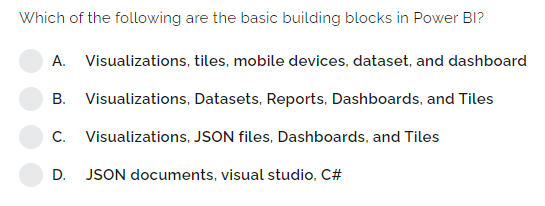 Which of the following are the basic building blocks in Power BI?
A. Visualizations, tiles, mobile devices, dataset, and dashboard
B. Visualizations, Datasets, Reports, Dashboards, and Tiles
C. Visualizations, JSON files, Dashboards, and Tiles
D. JSON documents, visual studio, C#